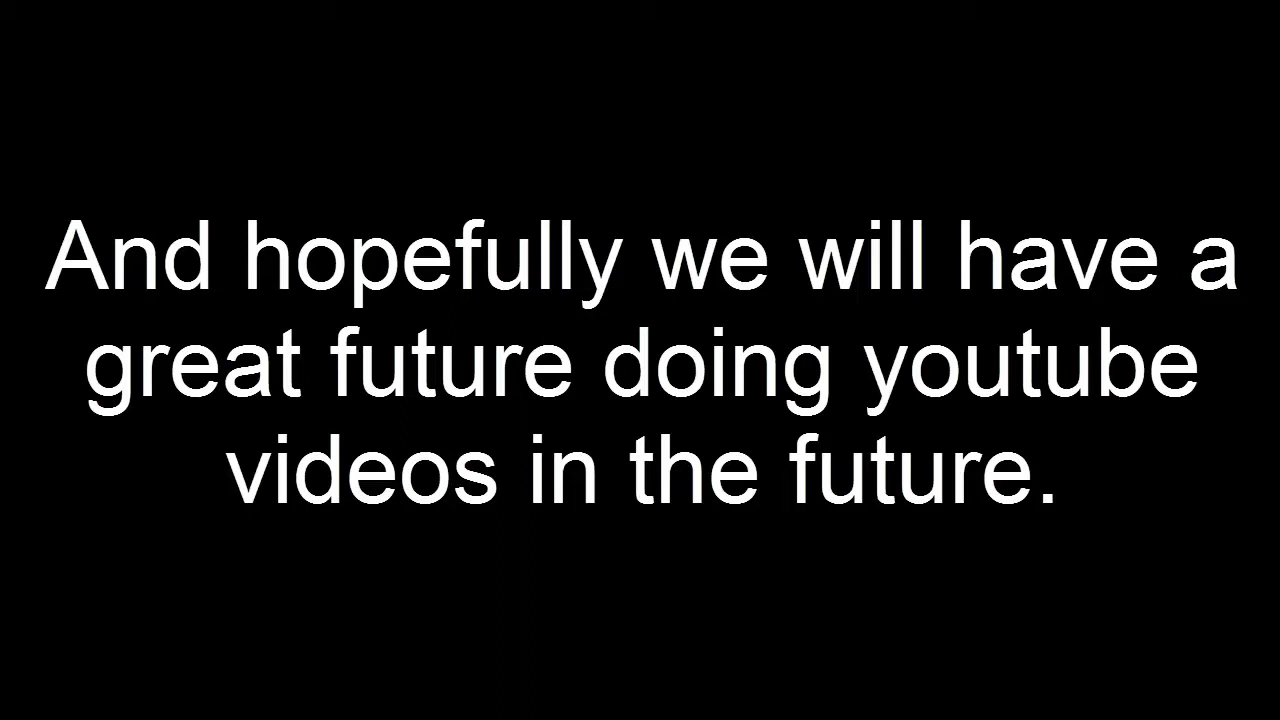 And hopefully we will have a
great future doing youtube
videos in the future.